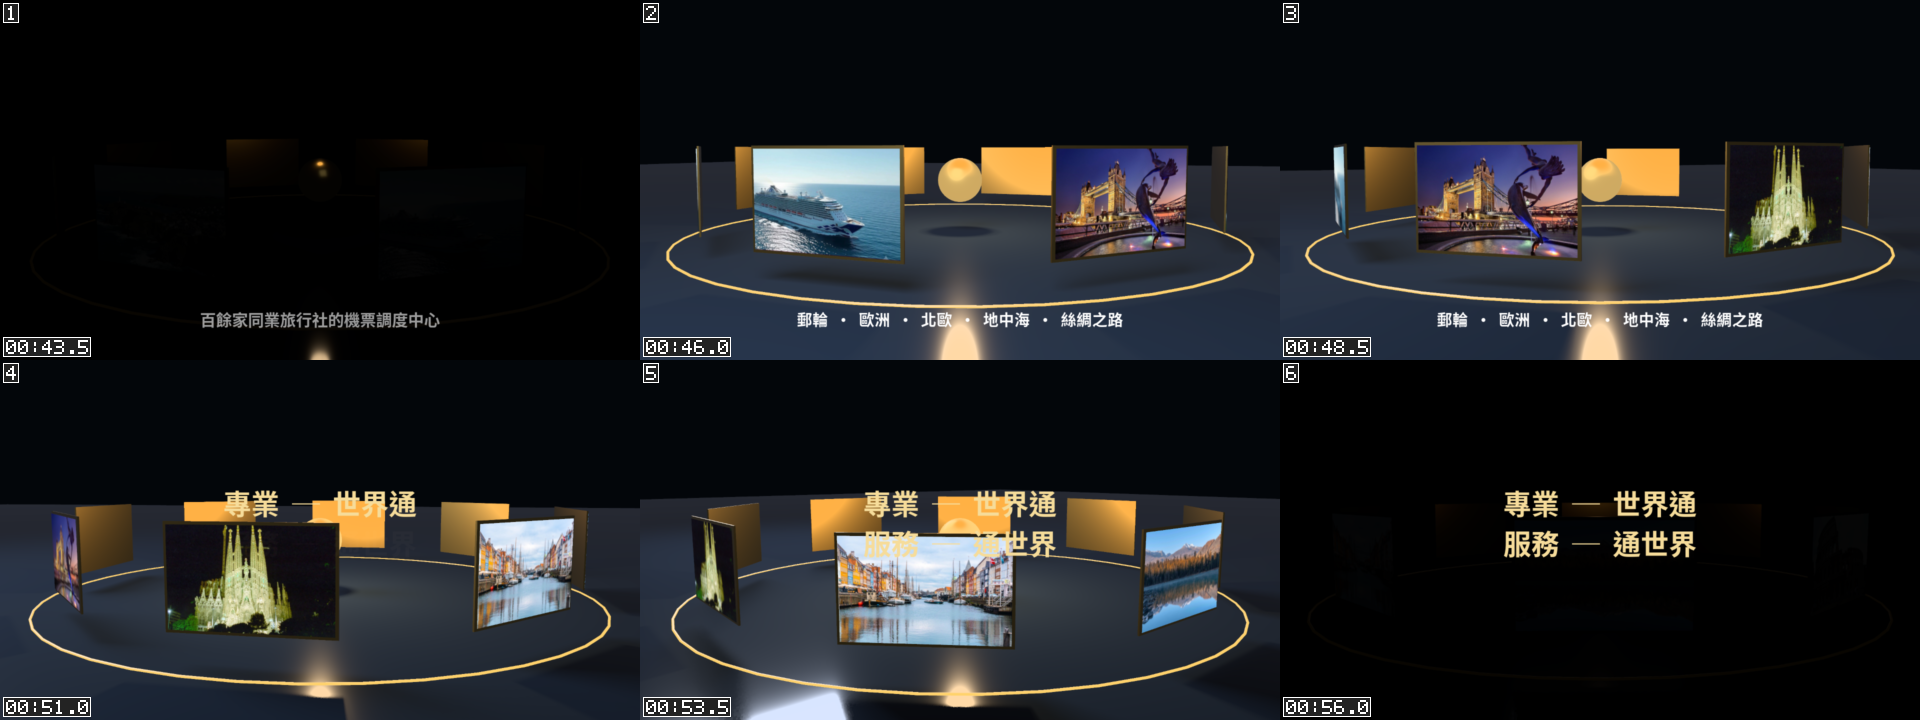 1
百餘家同業旅行社的機票調度中心
00:43.5
2
郵輪 · 歐洲 · 北歐 · 地中海 · 絲綢之路
00:46.0
3
郵輪 · 歐洲 · 北歐 · 地中海 · 絲綢之路
00:48.5
4
專業 — 世界通
00:51.0
5
專業 — 世界通
服務 — 通世界
00:53.5
6
專業 — 世界通
服務 — 通世界
00:56.0